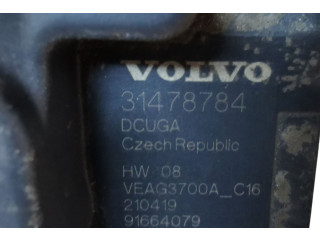 VOLVO
31478784
DCUGA
Czech Republic
HW 08
VEAG3700A_C16
210419
91664079